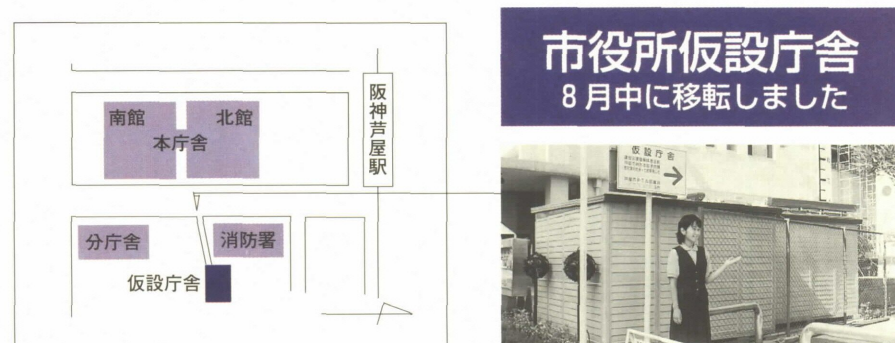 市役所仮設庁舎
8月中に移転しました
南館
北館
本庁舎
阪神芦屋駅
分庁舎
消防署
仮設庁舎
仮設庁舎